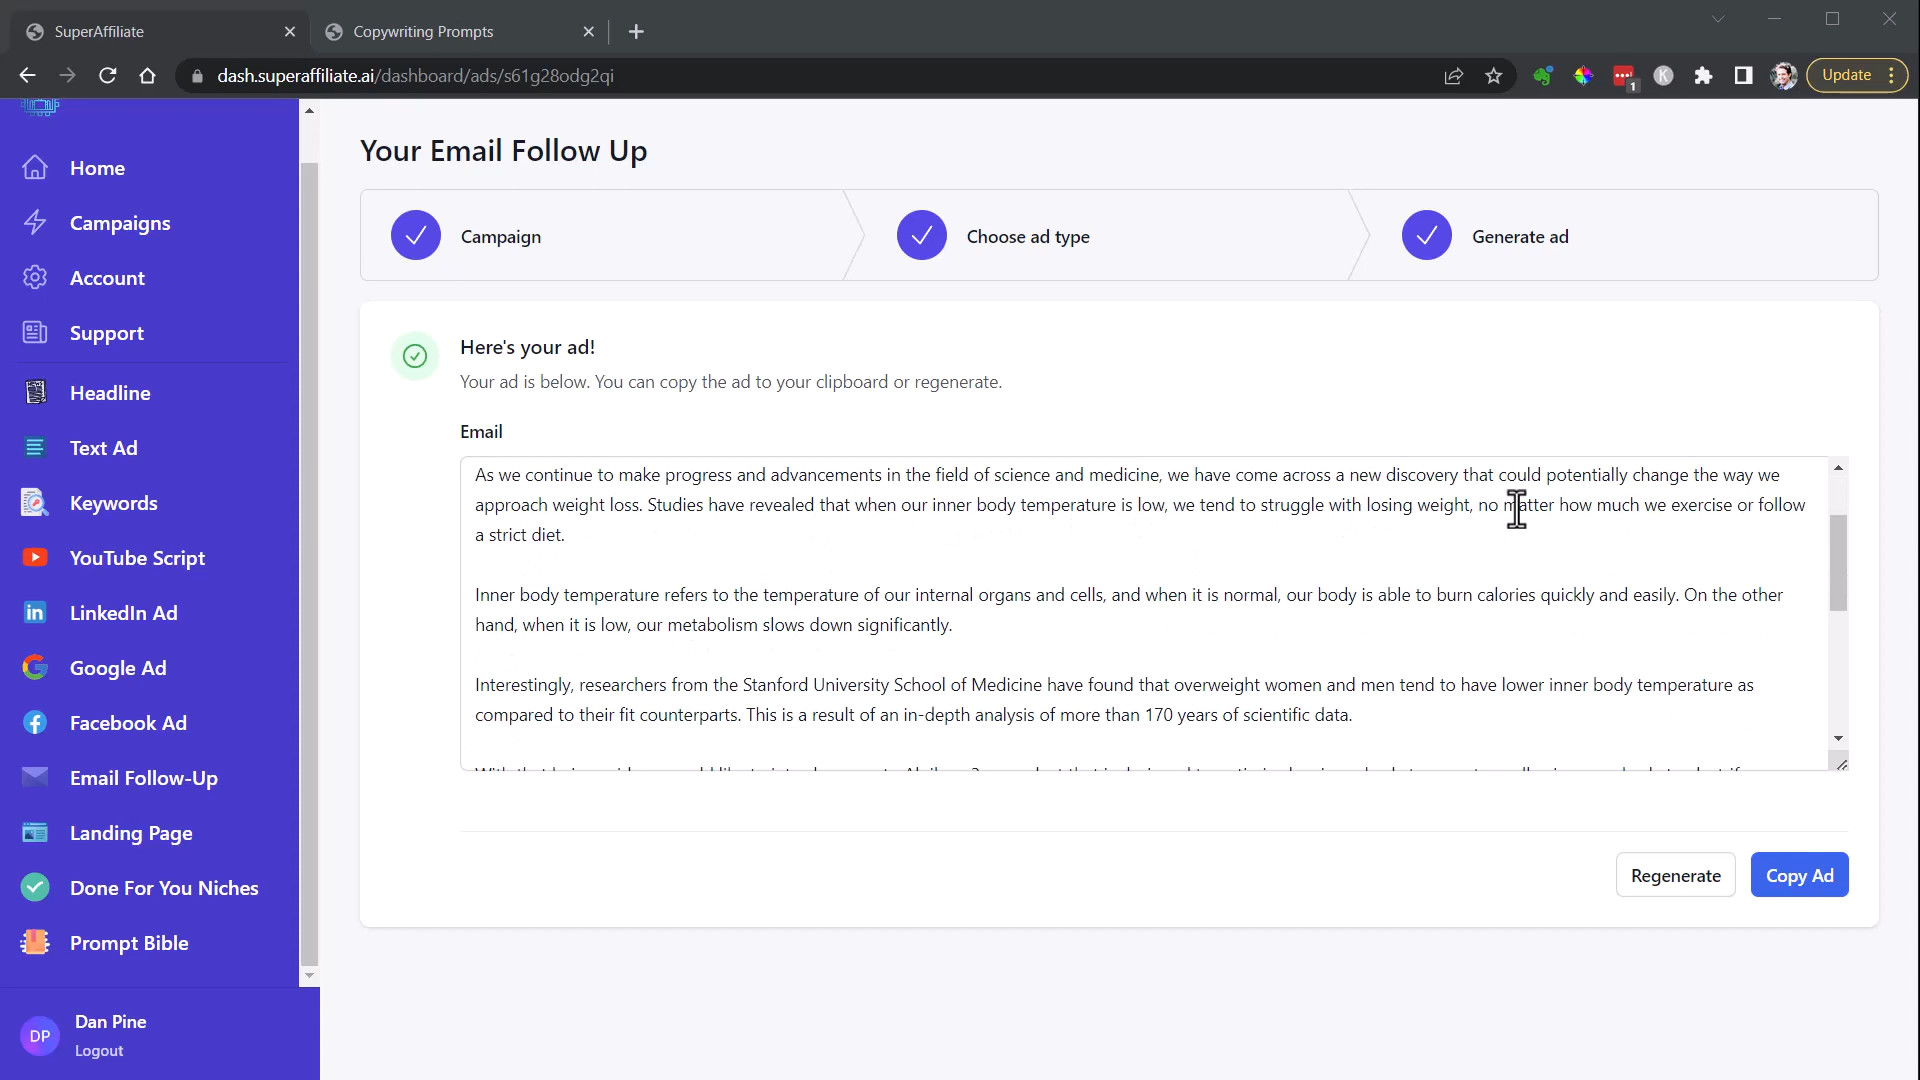 SuperAffiliate
Copywriting Prompts
dash.superaffiliate.ai/dashboard/ads/s61g28odg2qi
1
K
Update
Home
Campaigns
Account
Support
Headline
Text Ad
Keywords
YouTube Script
LinkedIn Ad
Google Ad
Facebook Ad
Email Follow-Up
Landing Page
Done For You Niches
Prompt Bible
DP
Dan Pine
Logout
Your Email Follow Up
Campaign
Choose ad type
Generate ad
Here's your ad!
Your ad is below. You can copy the ad to your clipboard or regenerate.
Email
As we continue to make progress and advancements in the field of science and medicine, we have come across a new discovery that could potentially change the way we
approach weight loss. Studies have revealed that when our inner body temperature is low, we tend to struggle with losing weight, no matter how much we exercise or follow
a strict diet.
Inner body temperature refers to the temperature of our internal organs and cells, and when it is normal, our body is able to burn calories quickly and easily. On the other
hand, when it is low, our metabolism slows down significantly.
Interestingly, researchers from the Stanford University School of Medicine have found that overweight women and men tend to have lower inner body temperature as
compared to their fit counterparts. This is a result of an in-depth analysis of more than 170 years of scientific data.
Regenerate
Copy Ad